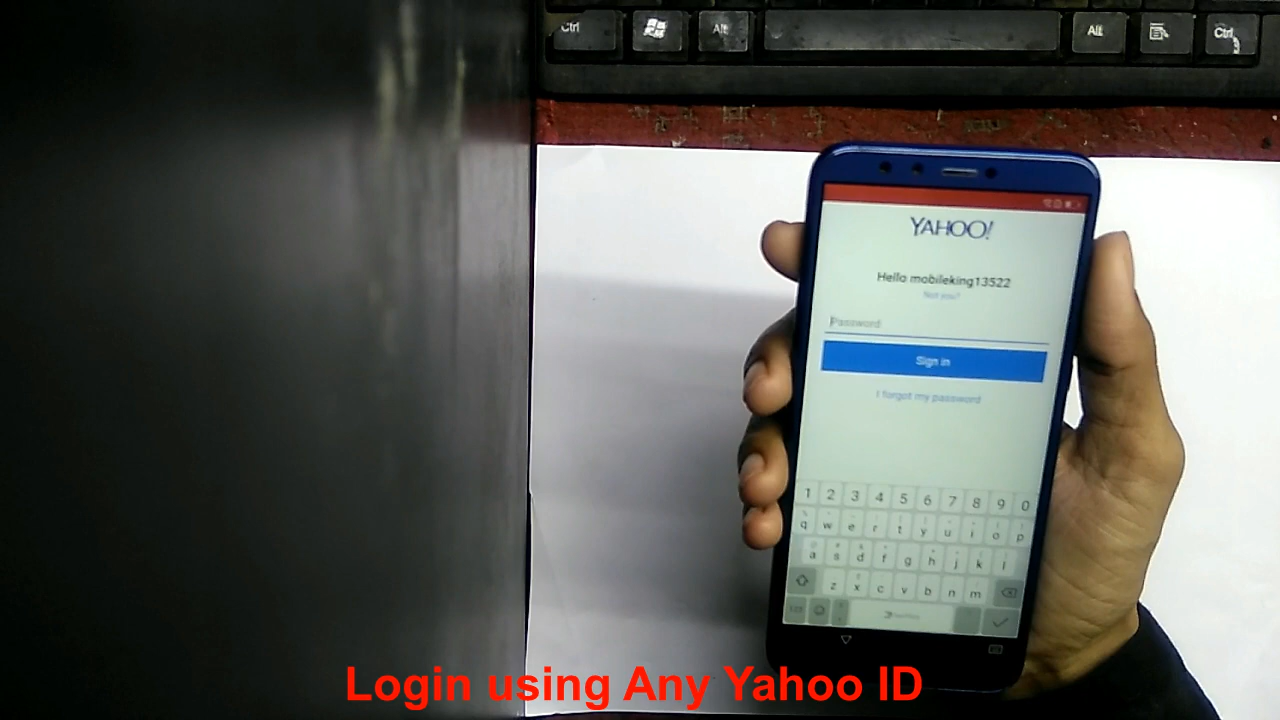 Ctrl Alt Alt Ctrl
YAHOO!
Hello mobileking13522
Not you?
Password
Sign in
I forgot my password
1 2 3 4 5 6 7 8 9 0
q w e r t y u i o p
a s d f g h j k l
z x c v b n m
Login using Any Yahoo ID